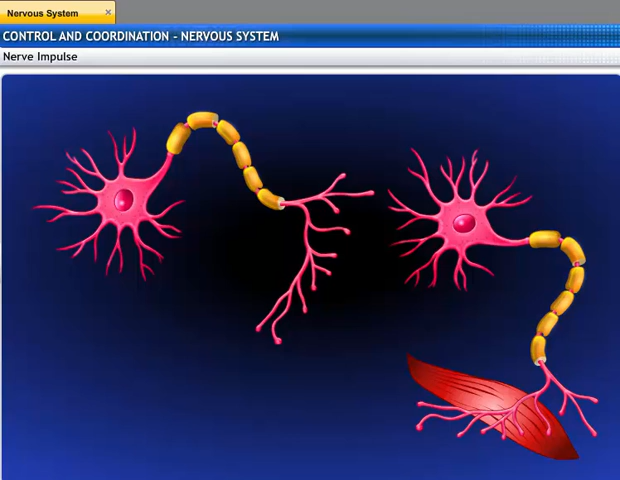 Nervous System
CONTROL AND COORDINATION - NERVOUS SYSTEM
Nerve Impulse